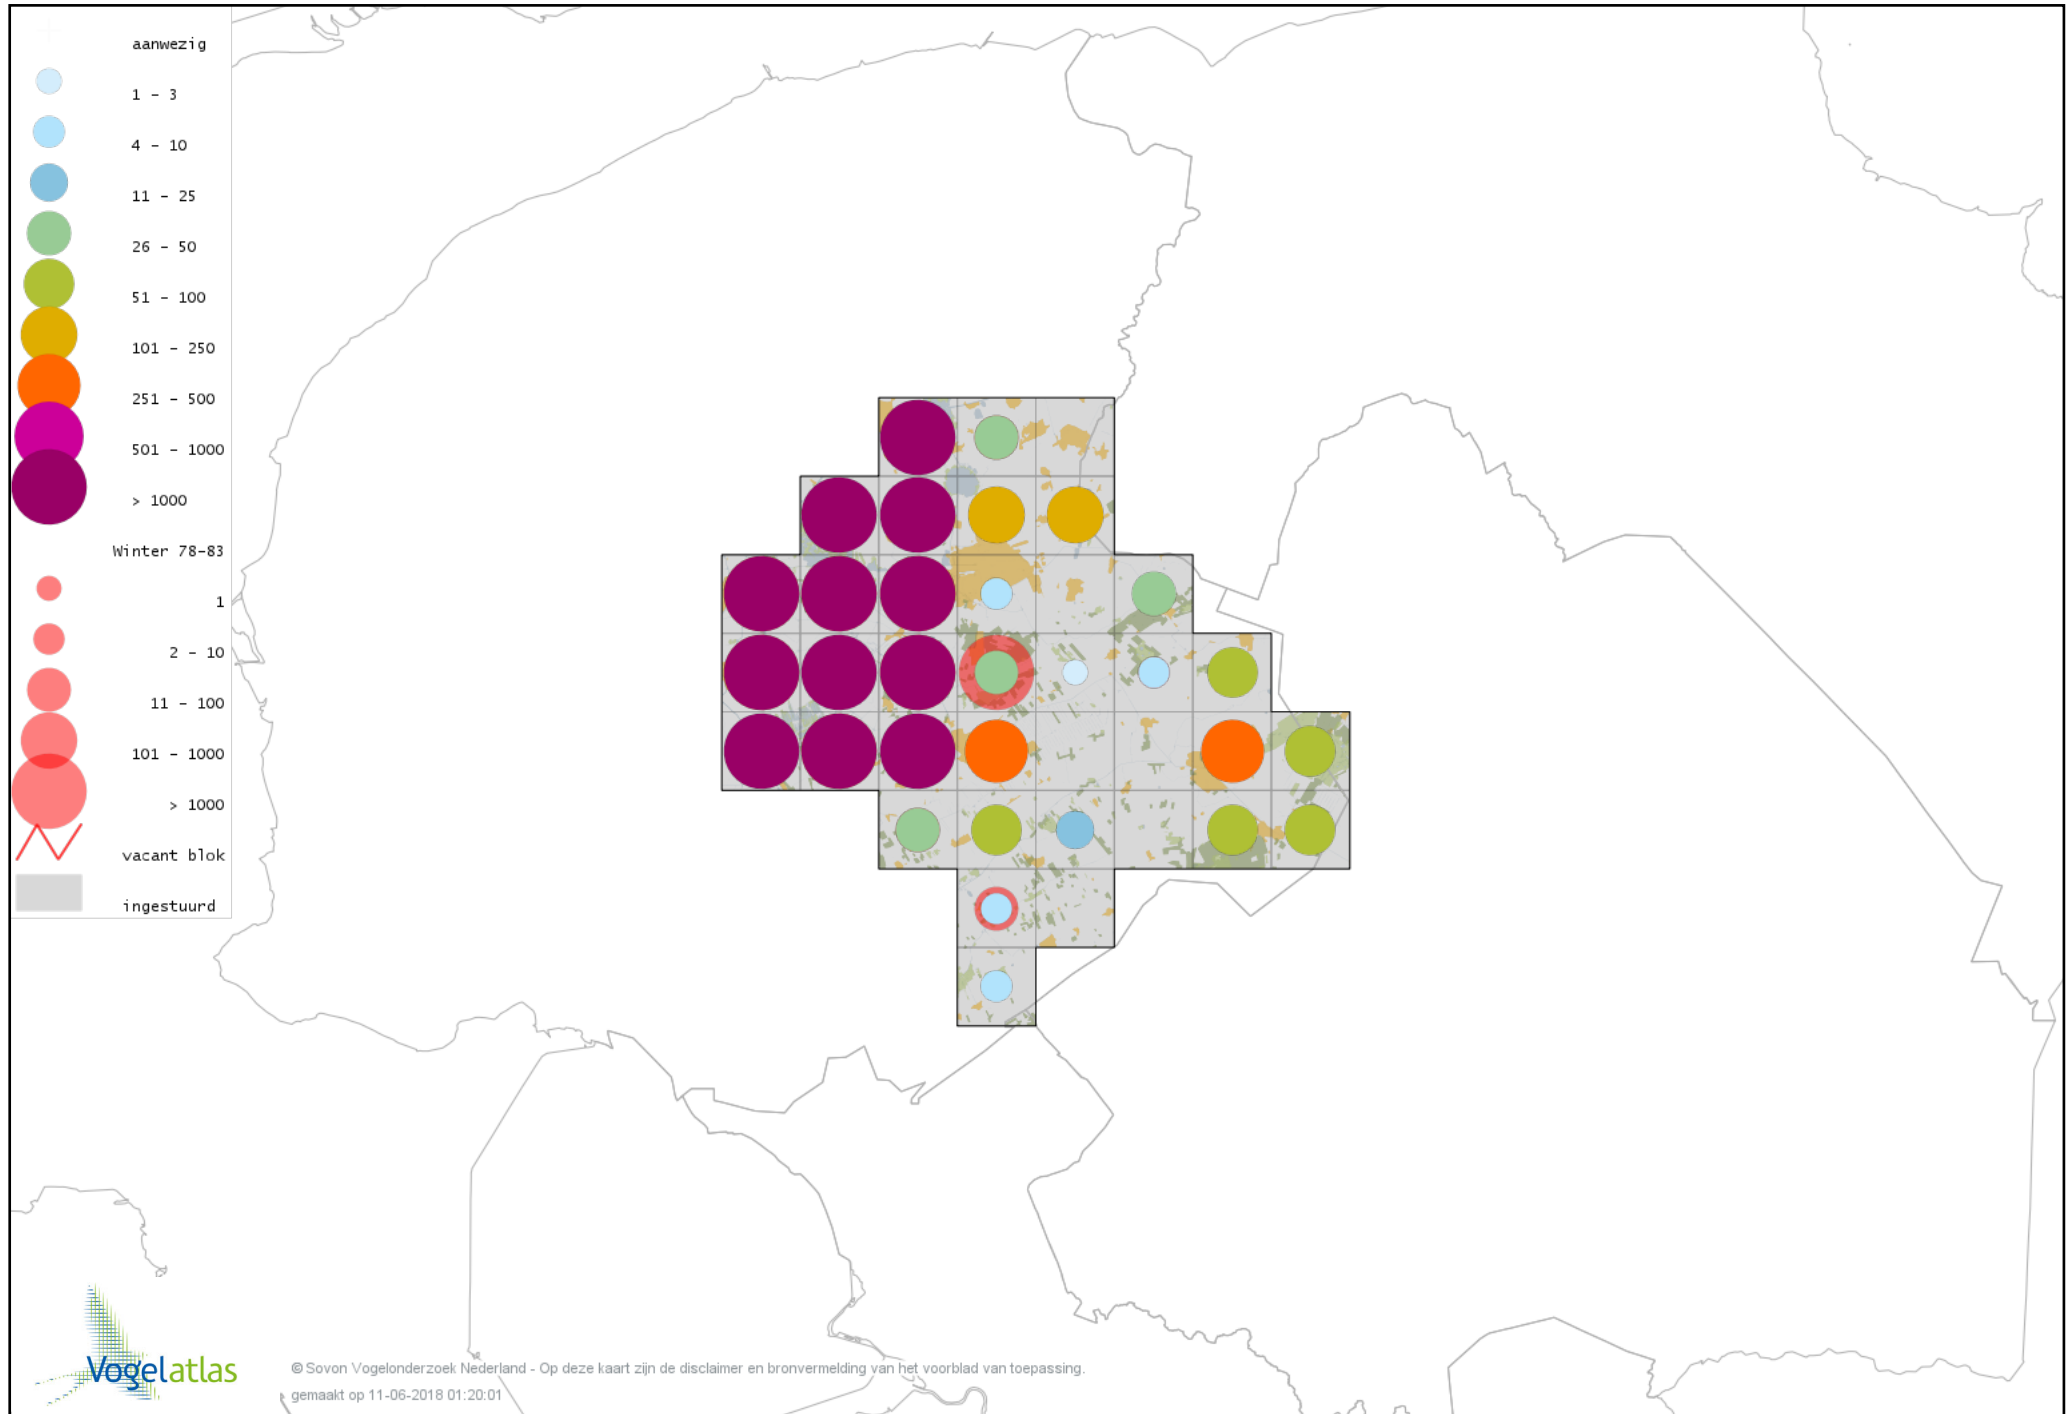 aanwezig
1 - 3
4 - 10
11 - 25
26 - 50
51 - 100
101 - 250
251 - 500
501 - 1000
> 1000
Winter 78-83
1
2 - 10
11 - 100
101 - 1000
> 1000
vacant blok
ingestuurd
Vogelatlas
© Sovon Vogelonderzoek Nederland - Op deze kaart zijn de disclaimer en bronvermelding van het voorblad van toepassing.
gemaakt op 11-06-2018 01:20:01